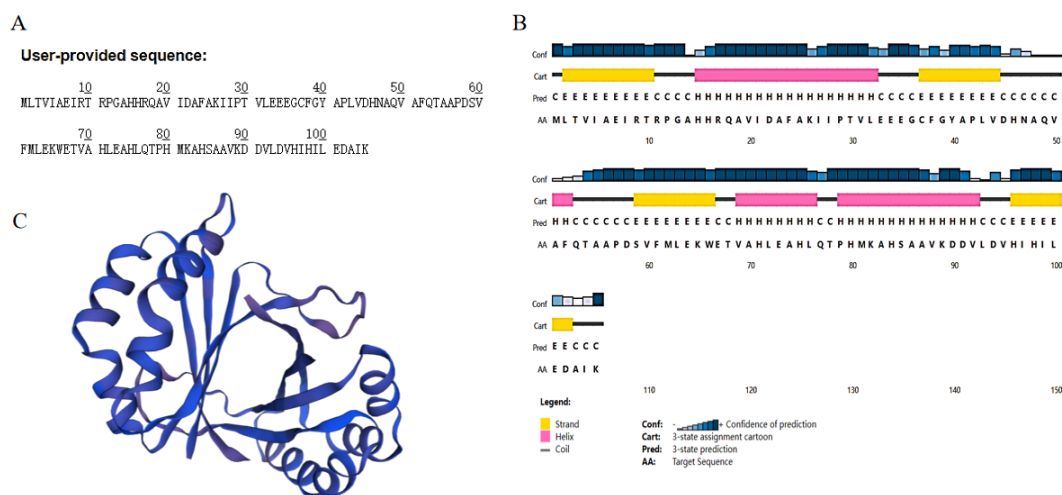 A
User-provided sequence:
10 20 30 40 50 60
MLTVIAEIRT RPGAHHRQAV IDAFAKIIPT VLEEEGCFGY APLVDHNAQV AFQTAAPDSV
70 80 90 100
FMLEKWETVA HLEAHLQTPH MKAHSAAVKD DVLDVHIHIL EDAIK
C
B
Conf
Cart
Pred C E E E E E E E E E C C C C H H H H H H H H H H H H H H H H H H C C C C E E E E E E E E C C C C C C
AA M L T V I A E I R T R P G A H H R Q A V I D A F A K I I P T V L E E E G C F G Y A P L V D H N A Q V
10 20 30 40 50
Conf
Cart
Pred H H C C C C C C E E E E E E E E C C H H H H H H H H C C H H H H H H H H H H H H H H C C C E E E E E
AA A F Q T A A P D S V F M L E K W E T V A H L E A H L Q T P H M K A H S A A V K D D V L D V H I H I L
60 70 80 90 100
Conf
Cart
Pred E E C C C
AA E D A I K
110 120 130 140 150
Legend:
Strand
Helix
Coil
Conf: - + Confidence of prediction
Cart: 3-state assignment cartoon
Pred: 3-state prediction
AA: Target Sequence